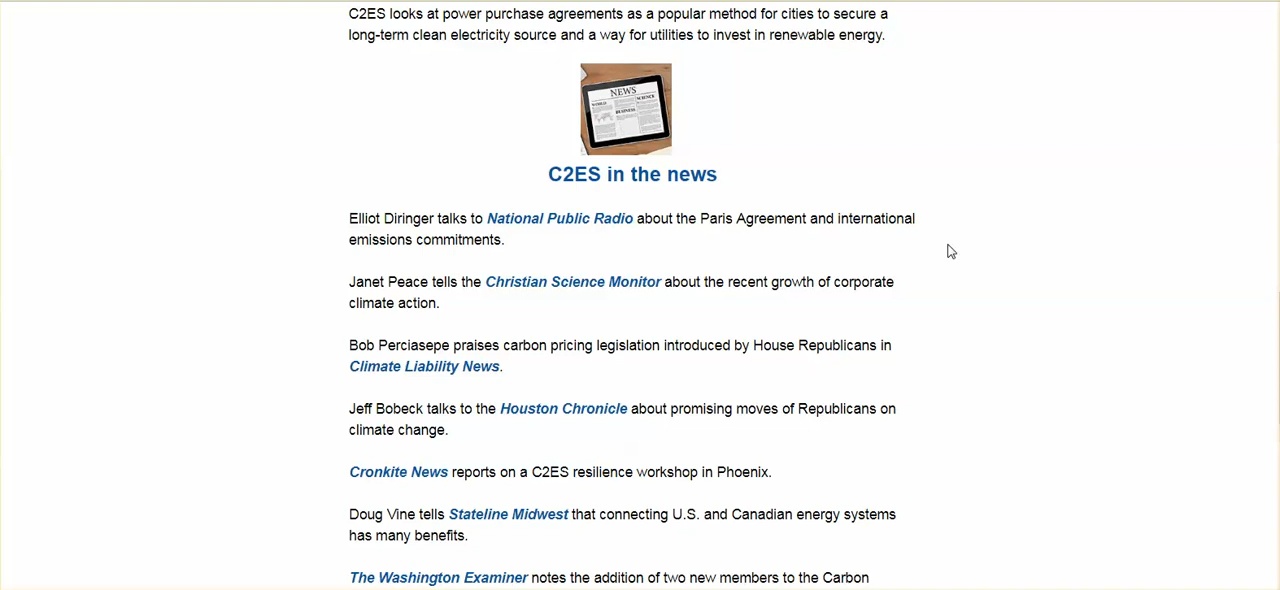 C2ES looks at power purchase agreements as a popular method for cities to secure a
long-term clean electricity source and a way for utilities to invest in renewable energy.
NEWS
WORLD
SCIENCE
BUSINESS
C2ES in the news
Elliot Diringer talks to National Public Radio about the Paris Agreement and international
emissions commitments.
Janet Peace tells the Christian Science Monitor about the recent growth of corporate
climate action.
Bob Perciasepe praises carbon pricing legislation introduced by House Republicans in
Climate Liability News.
Jeff Bobeck talks to the Houston Chronicle about promising moves of Republicans on
climate change.
Cronkite News reports on a C2ES resilience workshop in Phoenix.
Doug Vine tells Stateline Midwest that connecting U.S. and Canadian energy systems
has many benefits.
The Washington Examiner notes the addition of two new members to the Carbon